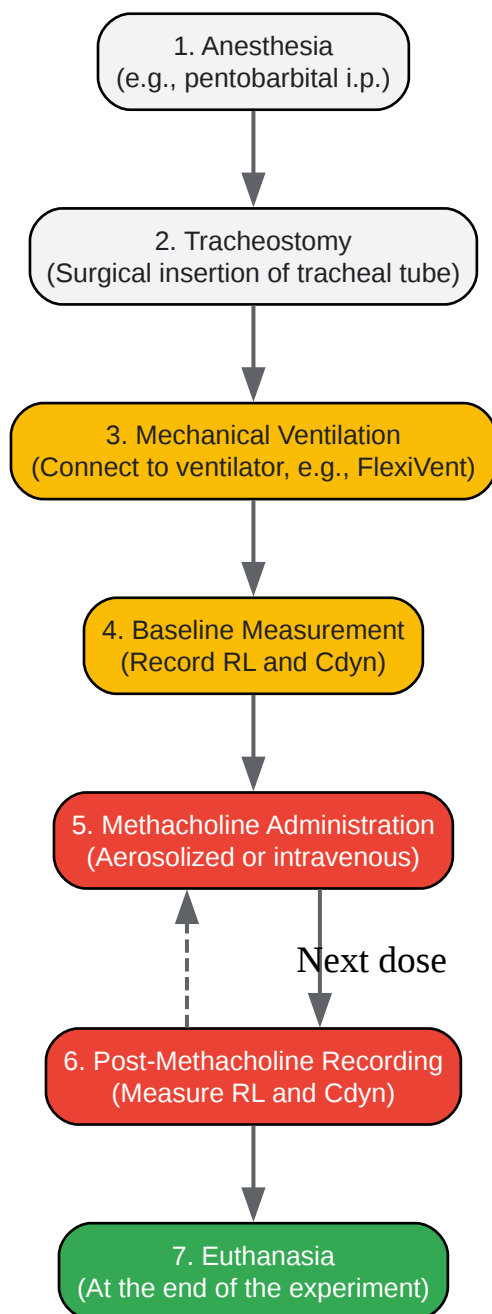 1. Anesthesia
(e.g., pentobarbital i.p.)
2. Tracheostomy
(Surgical insertion of tracheal tube)
3. Mechanical Ventilation
(Connect to ventilator, e.g., FlexiVent)
4. Baseline Measurement
(Record RL and Cdyn)
5. Methacholine Administration
(Aerosolized or intravenous)
Next dose
6. Post-Methacholine Recording
(Measure RL and Cdyn)
7. Euthanasia
(At the end of the experiment)